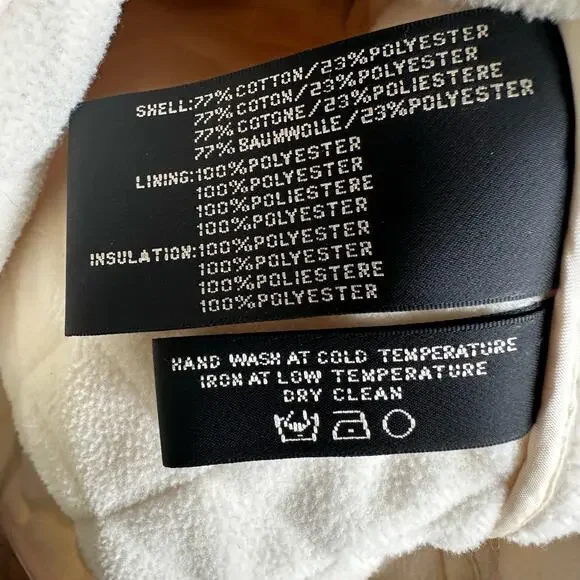 SHELL:77% COTTON/23%POLYESTER
77% COTON/23% POLYESTER
77% COTONE/23%POLIESTERE
77% BAUMWOLLE/23%POLYESTER
LINING:100%POLYESTER
100%POLYESTER
100%POLIESTERE
100%POLYESTER
INSULATION:100%POLYESTER
100%POLYESTER
100%POLIESTERE
100%POLYESTER
HAND WASH AT COLD TEMPERATURE
IRON AT LOW TEMPERATURE
DRY CLEAN